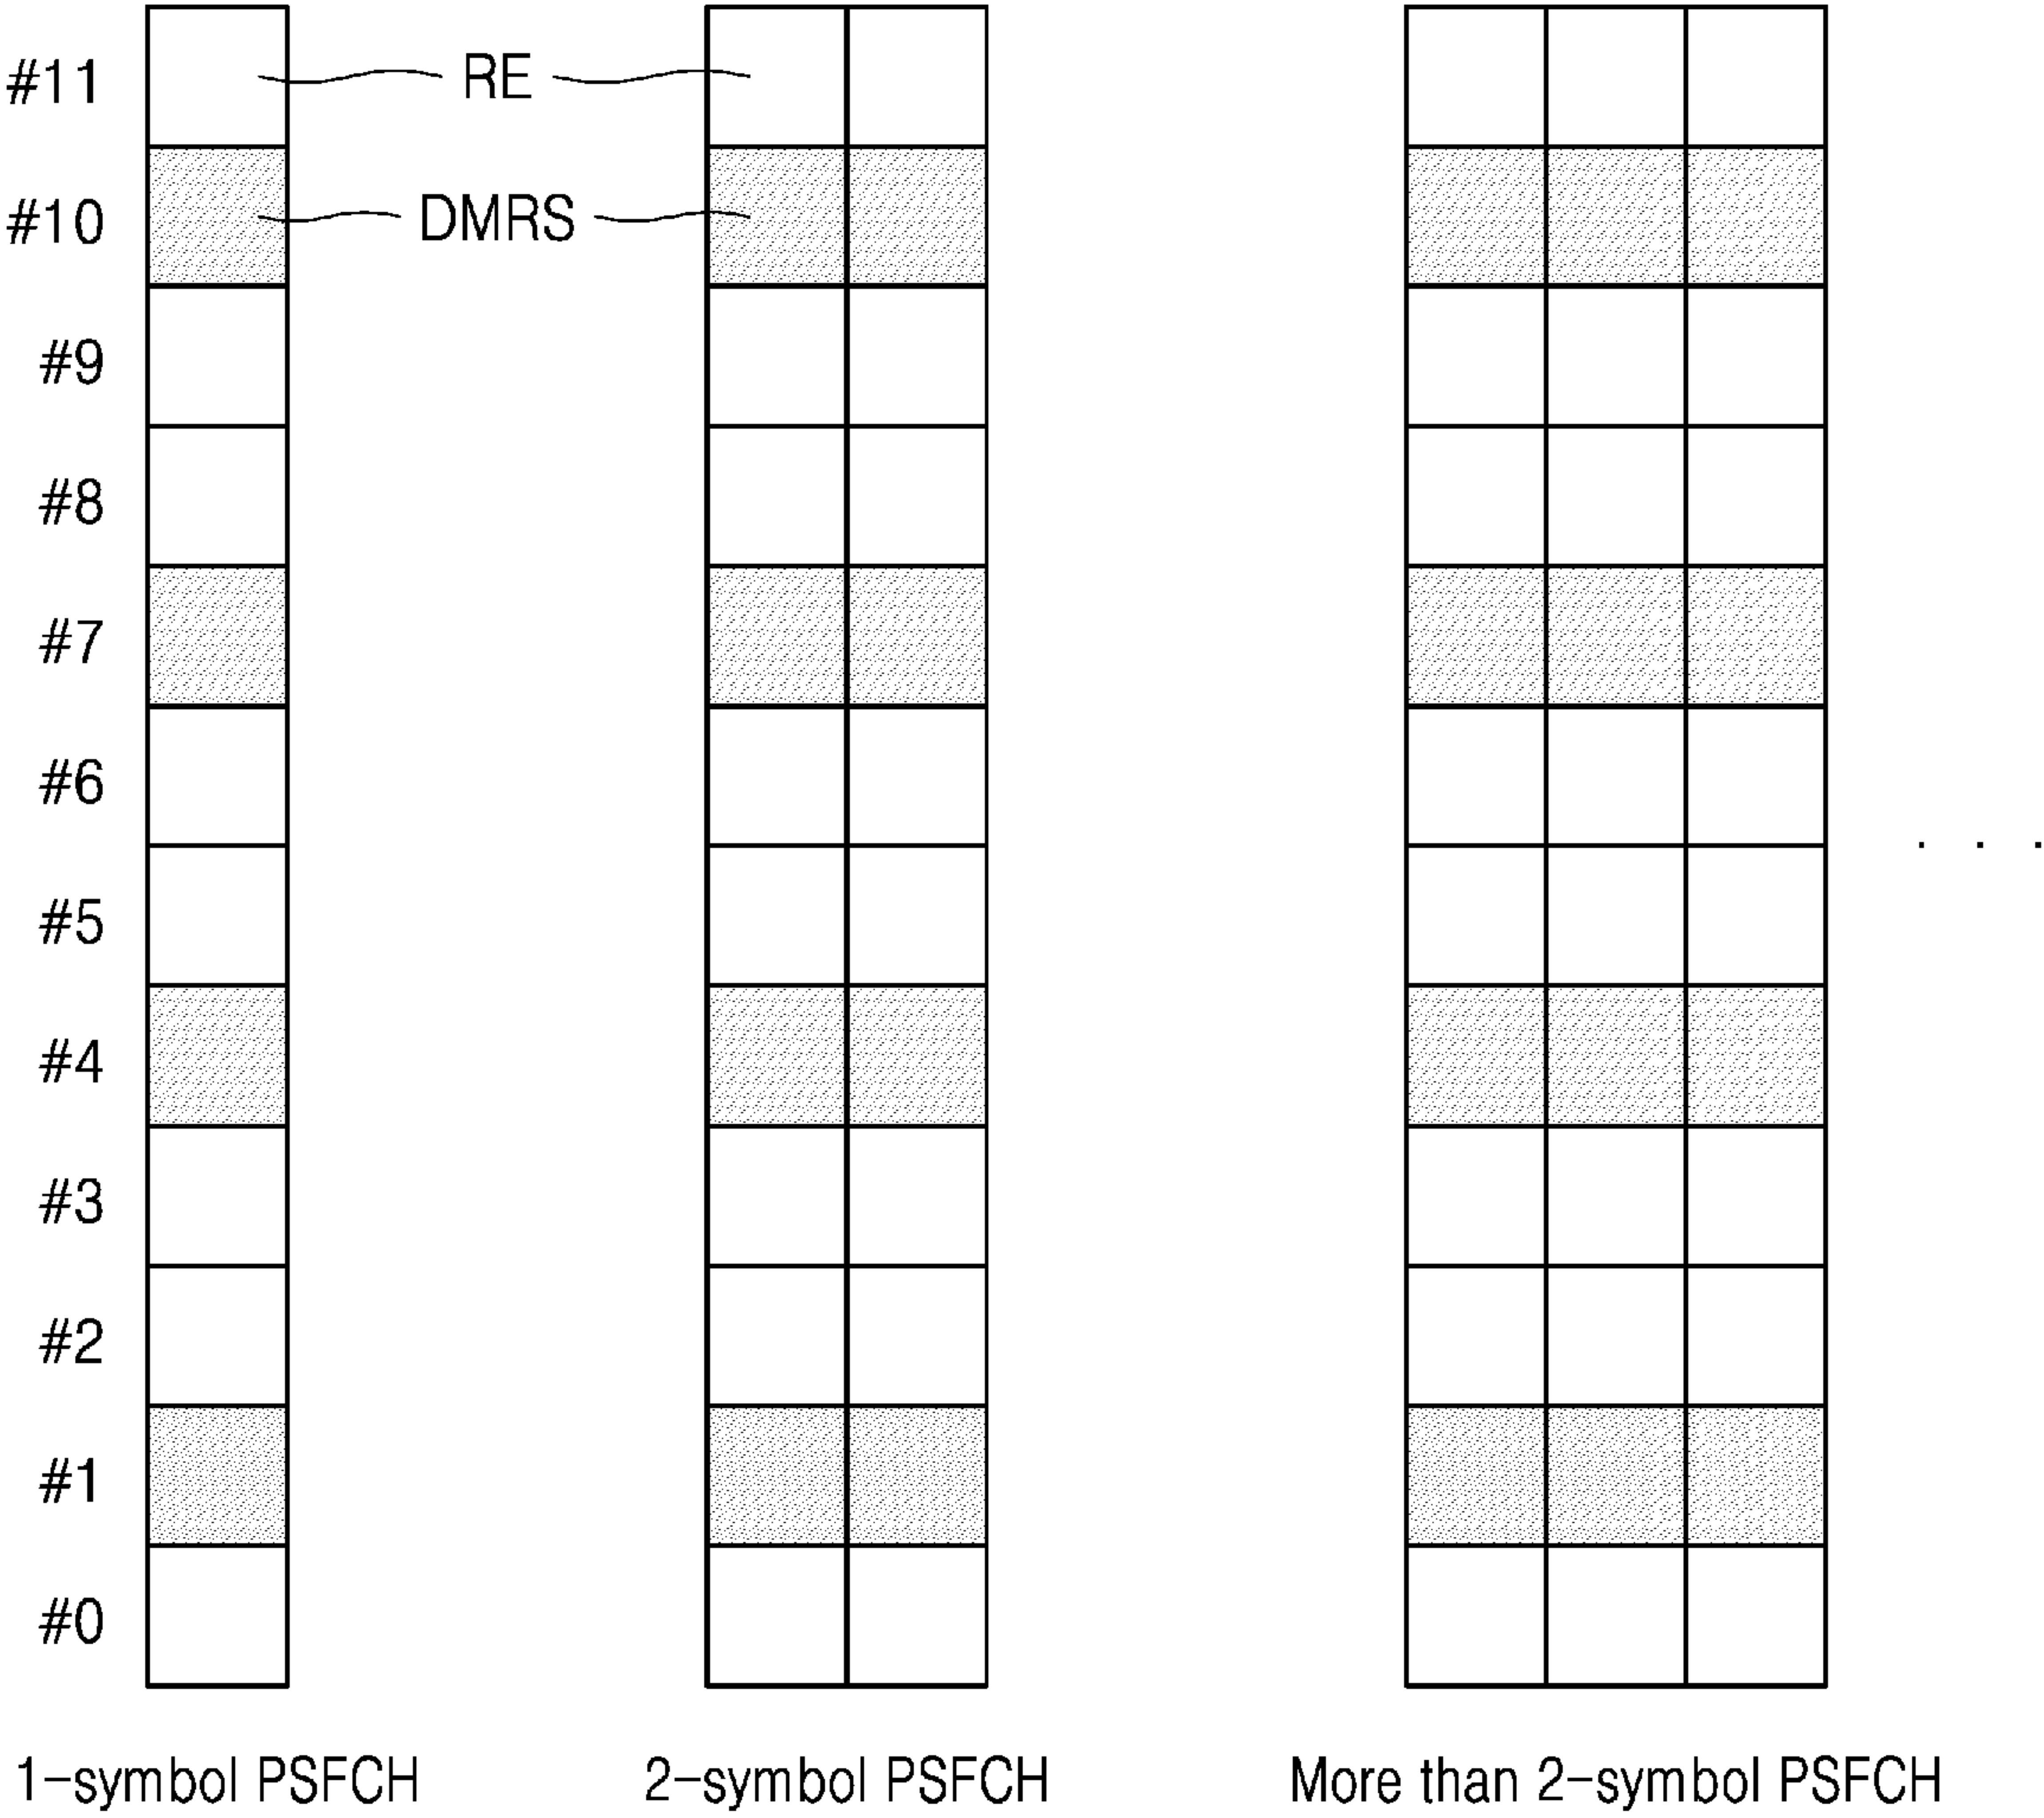 #11
RE
#10
DMRS
#9
#8
#7
#6
#5
#4
#3
#2
#1
#0
. . .
1-symbol PSFCH
2-symbol PSFCH
More than 2-symbol PSFCH